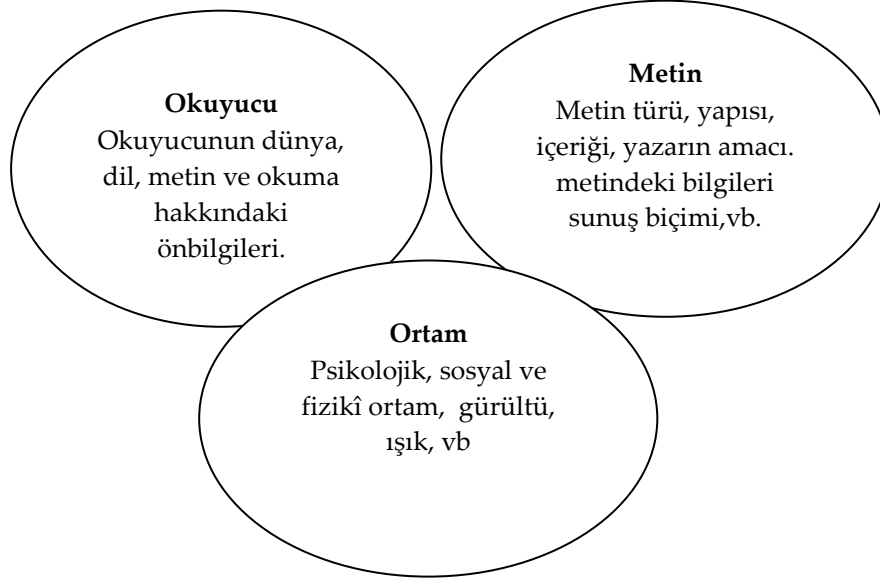 Okuyucu
Okuyucunun dünya,
dil, metin ve okuma
hakkındaki
önbilgileri.
Metin
Metin türü, yapısı,
içeriği, yazarın amacı.
metindeki bilgileri
sunuş biçimi,vb.
Ortam
Psikolojik, sosyal ve
fizikî ortam, gürültü,
ışık, vb